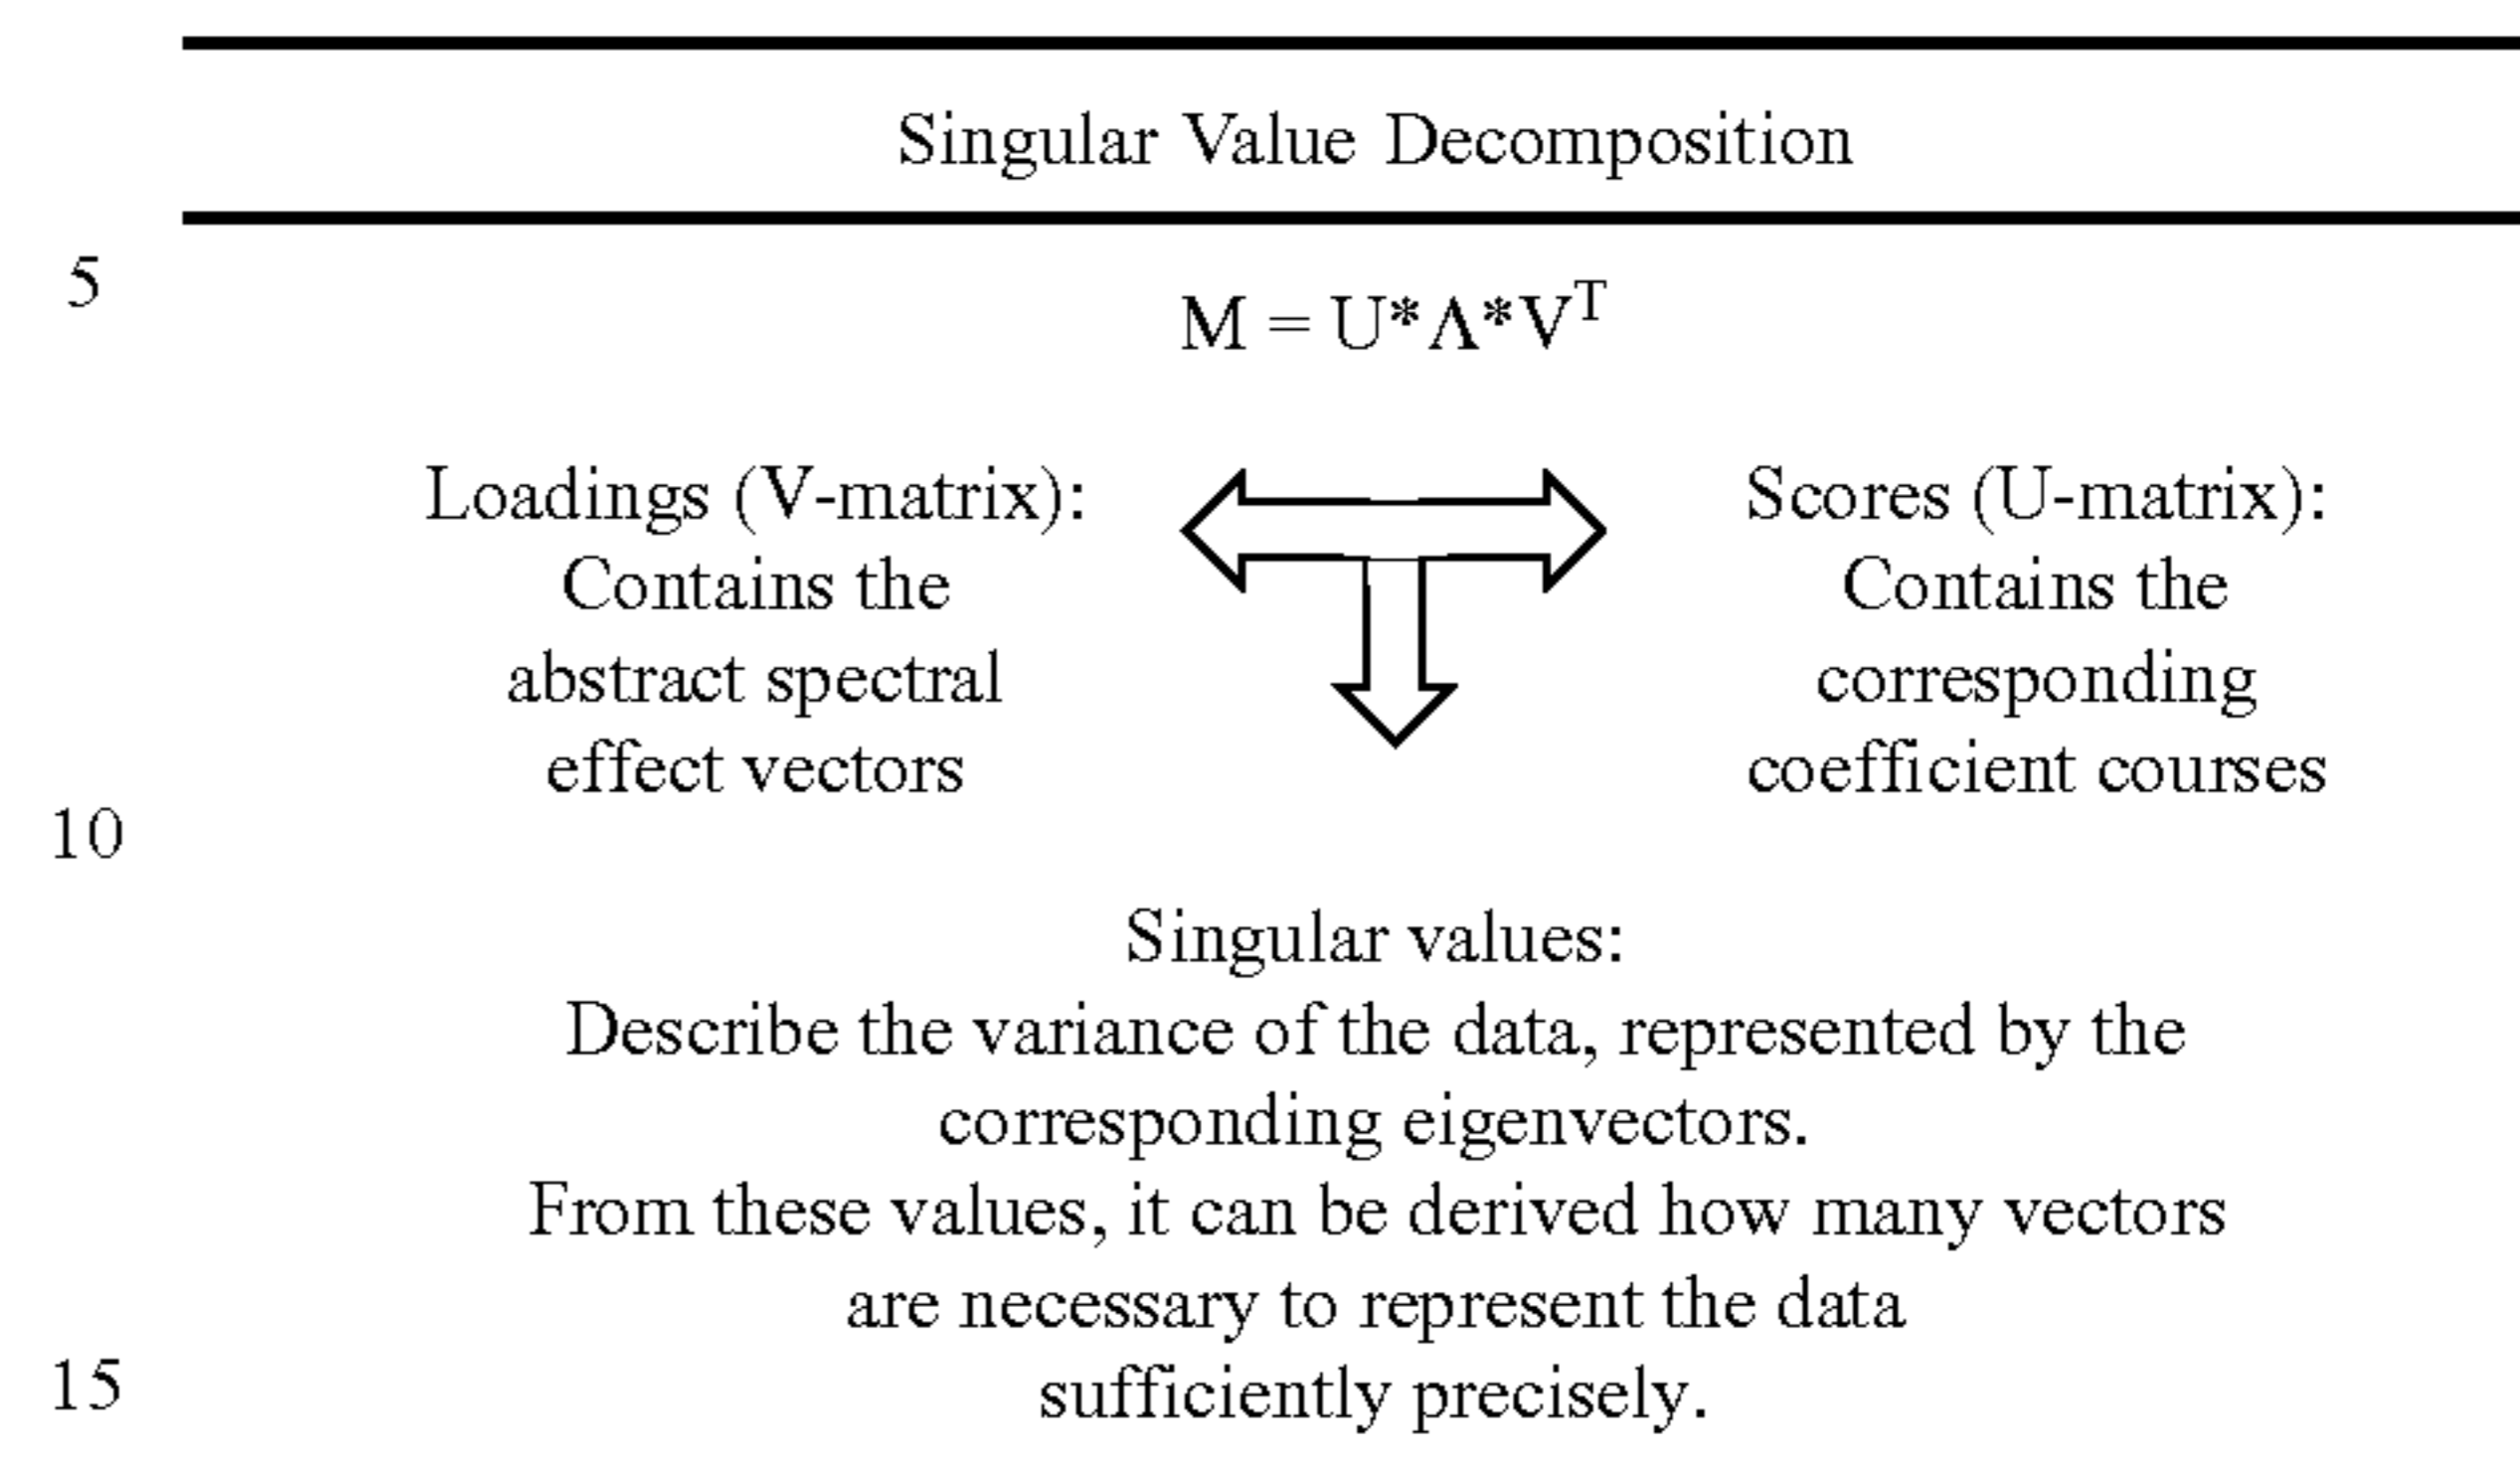 Singular Value Decomposition
5
M = U*Λ*Vᵀ
Loadings (V-matrix):
Contains the
abstract spectral
effect vectors
Scores (U-matrix):
Contains the
corresponding
coefficient courses
10
Singular values:
Describe the variance of the data, represented by the
corresponding eigenvectors.
From these values, it can be derived how many vectors
are necessary to represent the data
15
sufficiently precisely.